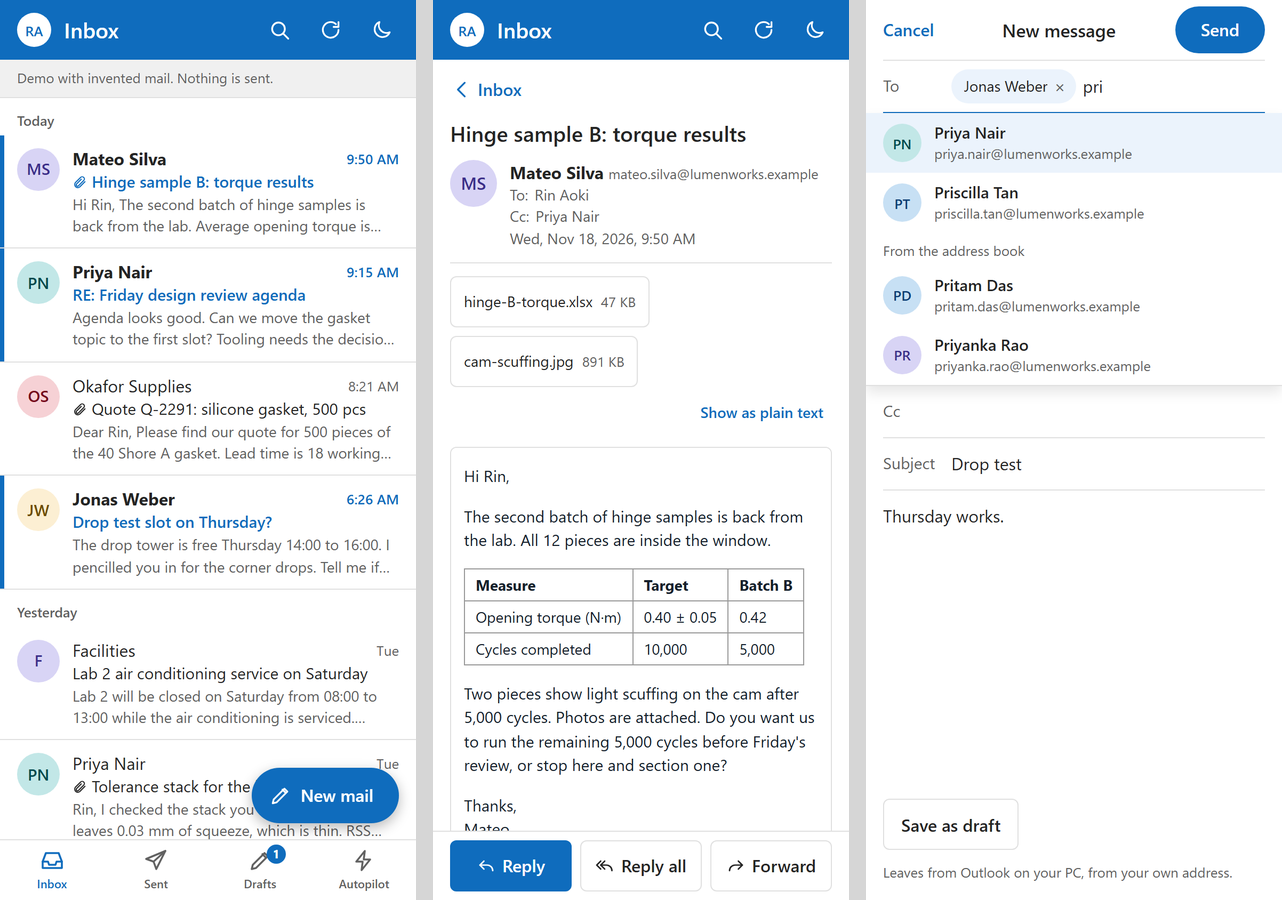 RA Inbox
Demo with invented mail. Nothing is sent.
Today
MS
Mateo Silva 9:50 AM
Hinge sample B: torque results
Hi Rin, The second batch of hinge samples is
back from the lab. Average opening torque is...
PN
Priya Nair 9:15 AM
RE: Friday design review agenda
Agenda looks good. Can we move the gasket
topic to the first slot? Tooling needs the decisio...
OS
Okafor Supplies 8:21 AM
Quote Q-2291: silicone gasket, 500 pcs
Dear Rin, Please find our quote for 500 pieces of
the 40 Shore A gasket. Lead time is 18 working...
JW
Jonas Weber 6:26 AM
Drop test slot on Thursday?
The drop tower is free Thursday 14:00 to 16:00. I
pencilled you in for the corner drops. Tell me if...
Yesterday
F
Facilities Tue
Lab 2 air conditioning service on Saturday
Lab 2 will be closed on Saturday from 08:00 to
13:00 while the air conditioning is serviced....
PN
Priya Nair Tue
Tolerance stack for the
Rin, I checked the stack you
leaves 0.03 mm of squeeze, which is thin. RSS...
New mail
1
Inbox Sent Drafts Autopilot
RA Inbox
Inbox
Hinge sample B: torque results
MS
Mateo Silva mateo.silva@lumenworks.example
To: Rin Aoki
Cc: Priya Nair
Wed, Nov 18, 2026, 9:50 AM
hinge-B-torque.xlsx 47 KB
cam-scuffing.jpg 891 KB
Show as plain text
Hi Rin,
The second batch of hinge samples is back from
the lab. All 12 pieces are inside the window.
Measure Target Batch B
Opening torque (N·m) 0.40 ± 0.05 0.42
Cycles completed 10,000 5,000
Two pieces show light scuffing on the cam after
5,000 cycles. Photos are attached. Do you want us
to run the remaining 5,000 cycles before Friday's
review, or stop here and section one?
Thanks,
Mateo
Reply Reply all Forward
Cancel New message Send
To Jonas Weber × pri
PN
Priya Nair
priya.nair@lumenworks.example
PT
Priscilla Tan
priscilla.tan@lumenworks.example
From the address book
PD
Pritam Das
pritam.das@lumenworks.example
PR
Priyanka Rao
priyanka.rao@lumenworks.example
Cc
Subject Drop test
Thursday works.
Save as draft
Leaves from Outlook on your PC, from your own address.